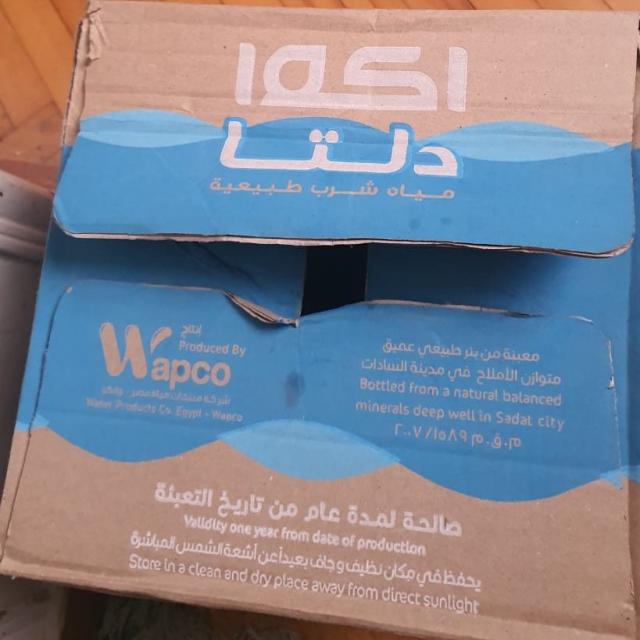 اكوا
دلتا
مياه شرب طبيعية
إنتاج
Produced By
Wapco
شركة منتجات مياه مصر - وابكو
Water Products Co. Egypt - Wapco
معبئة من بئر طبيعي عميق
متوازن الأملاح في مدينة السادات
Bottled from a natural balanced
minerals deep well in Sadat city
م.ق.م ١٥٨٩/ ٢٠٠٧
صالحة لمدة عام من تاريخ التعبئة
Validity one year from date of production
يحفظ في مكان نظيف وجاف بعيداً عن أشعة الشمس المباشرة
Store in a clean and dry place away from direct sunlight